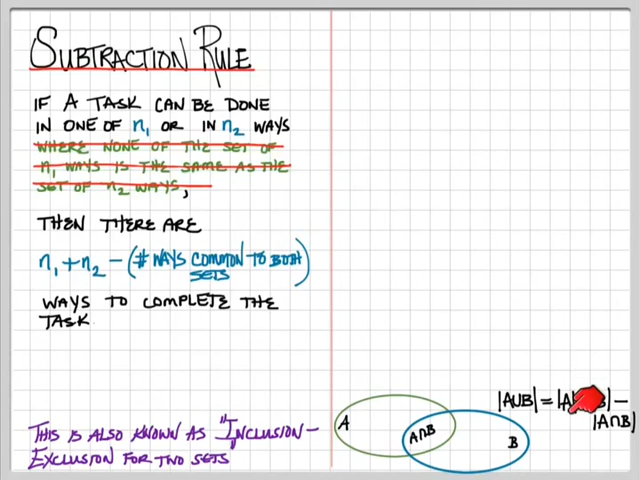 SUBTRACTION RULE
IF A TASK CAN BE DONE
IN ONE OF n₁ OR IN n₂ WAYS
WHERE NONE OF THE SET OF
n₁ WAYS IS THE SAME AS THE
SET OF n₂ WAYS,
THEN THERE ARE
n₁ + n₂ - (# WAYS COMMON TO BOTH
SETS)
WAYS TO COMPLETE THE
TASK
THIS IS ALSO KNOWN AS "INCLUSION-
EXCLUSION FOR TWO SETS
|A∪B| = |A| -
|A∩B|
A
A∩B
B